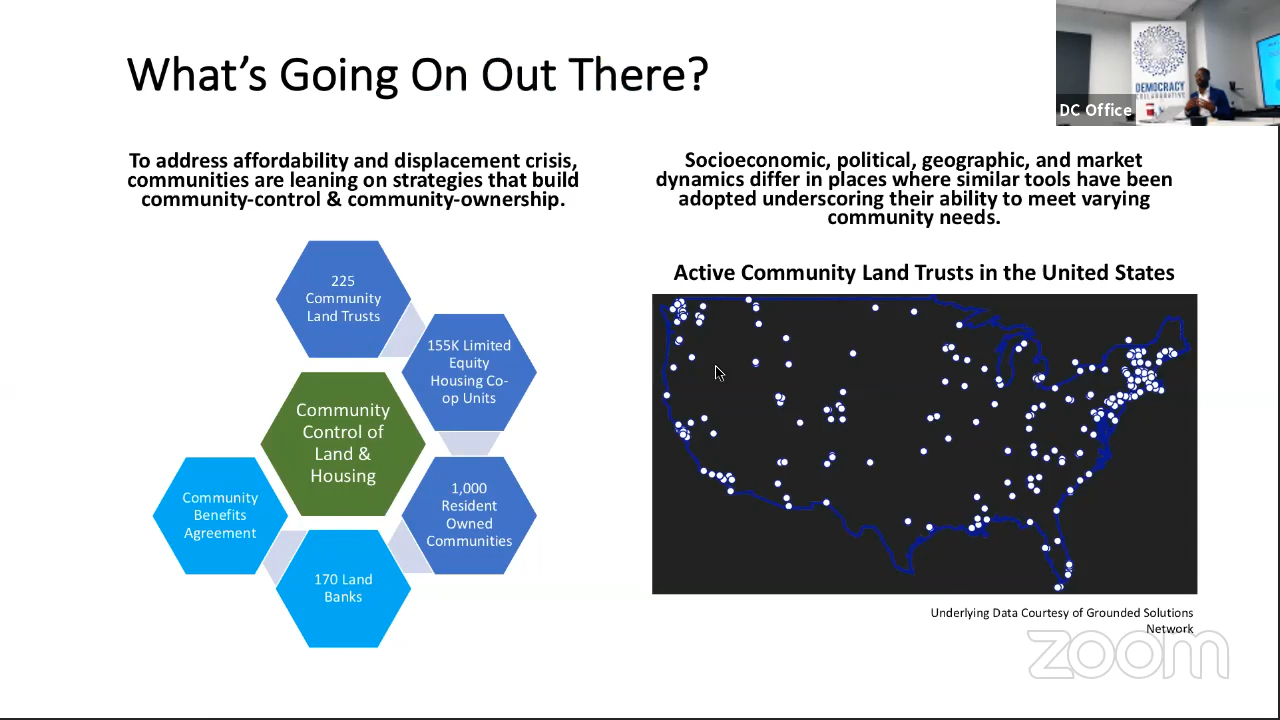 What's Going On Out There?
DEMOCRACY
COLLABORATIVE
DC Office
To address affordability and displacement crisis,
communities are leaning on strategies that build
community-control & community-ownership.
Socioeconomic, political, geographic, and market
dynamics differ in places where similar tools have been
adopted underscoring their ability to meet varying
community needs.
225
Community
Land Trusts
155K Limited
Equity
Housing Co-
op Units
Community
Control of
Land &
Housing
1,000
Resident
Owned
Communities
Community
Benefits
Agreement
170 Land
Banks
Active Community Land Trusts in the United States
Underlying Data Courtesy of Grounded Solutions
Network
zoom